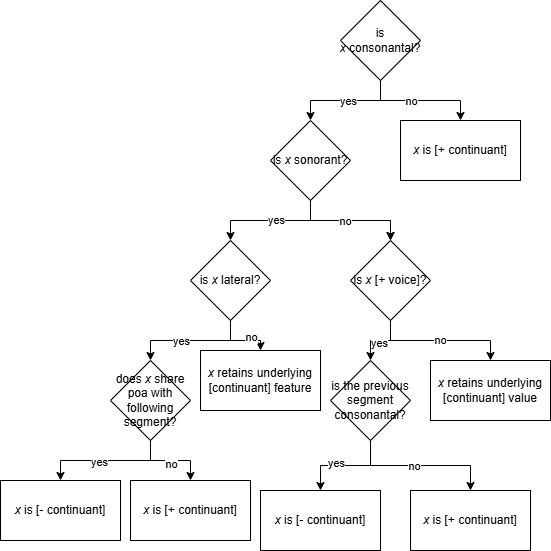 is
x consonantal?
yes
no
is x sonorant?
x is [+ continuant]
yes
no
is x lateral?
is x [+ voice]?
yes
no
yes
no
does x share
poa with
following
segment?
x retains underlying
[continuant] feature
is the previous
segment
consonantal?
x retains underlying
[continuant] value
yes
no
yes
no
x is [- continuant]
x is [+ continuant]
x is [- continuant]
x is [+ continuant]